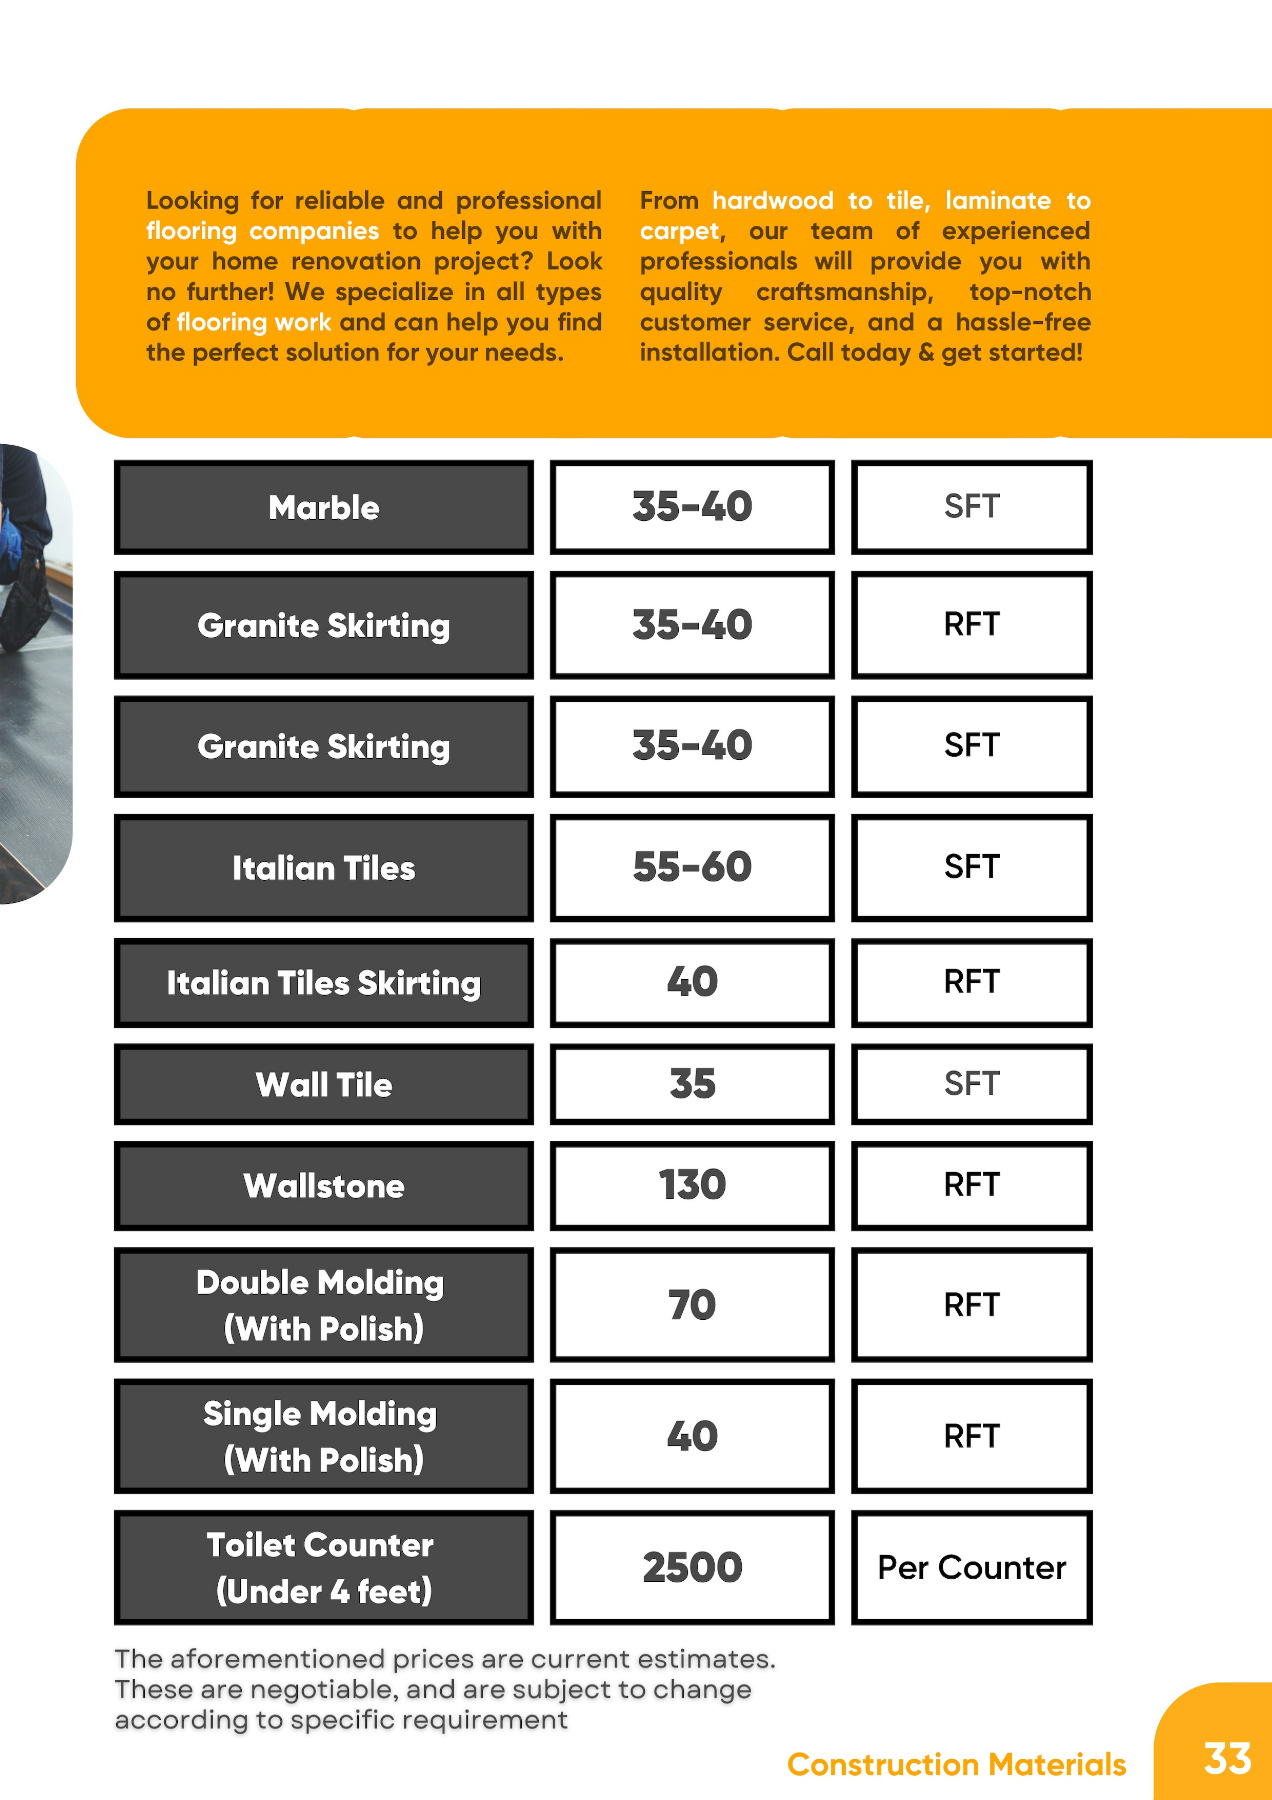 Looking for reliable and professional
flooring companies to help you with
your home renovation project? Look
no further! We specialize in all types
of flooring work and can help you find
the perfect solution for your needs.
From hardwood to tile, laminate to
carpet, our team of experienced
professionals will provide you with
quality craftsmanship, top-notch
customer service, and a hassle-free
installation. Call today & get started!
Marble 35-40 SFT
Granite Skirting 35-40 RFT
Granite Skirting 35-40 SFT
Italian Tiles 55-60 SFT
Italian Tiles Skirting 40 RFT
Wall Tile 35 SFT
Wallstone 130 RFT
Double Molding
(With Polish) 70 RFT
Single Molding
(With Polish) 40 RFT
Toilet Counter
(Under 4 feet) 2500 Per Counter
The aforementioned prices are current estimates.
These are negotiable, and are subject to change
according to specific requirement
Construction Materials 33